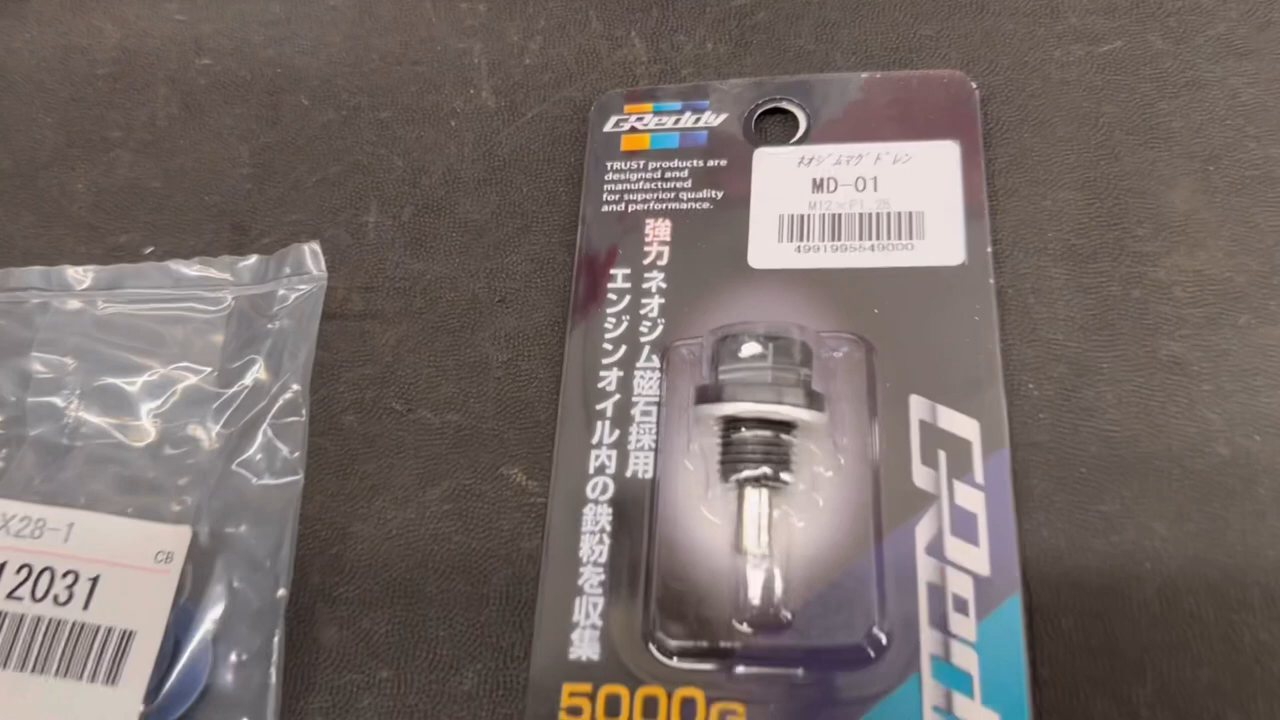 GReddy
TRUST products are
designed and
manufactured
for superior quality
and performance.
ﾈｵｼﾞﾑﾏｸﾞﾄﾞﾚﾝ
MD-01
M12×P1.25
4991995549000
強力ネオジム磁石採用
エンジンオイル内の鉄粉を収集
5000G
X28-1
CB
12031